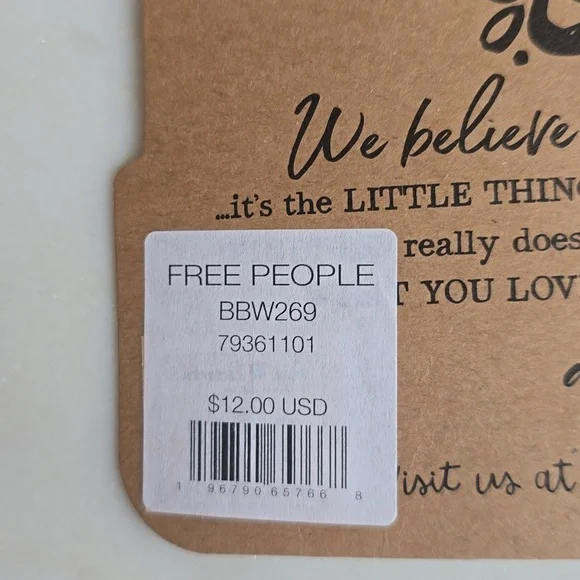 We believe
...it's the LITTLE THIN
really does
T YOU LOV
FREE PEOPLE
BBW269
79361101
$12.00 USD
1 96790 65766 8
Visit us at